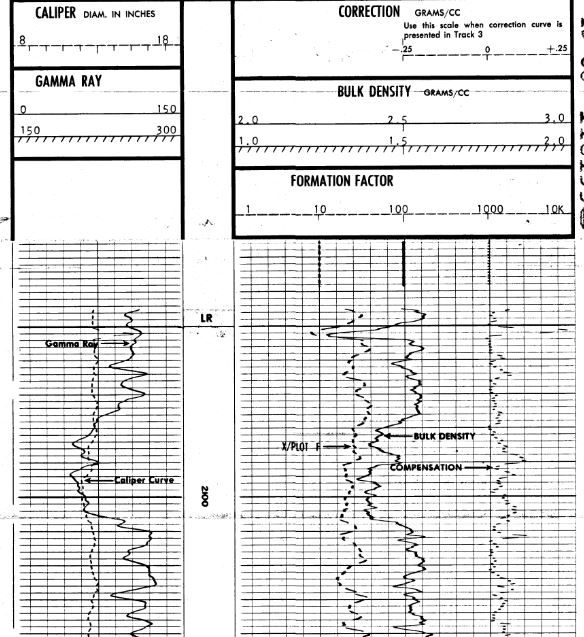 CALIPER DIAM. IN INCHES
8 18
GAMMA RAY
0 150
150 300
CORRECTION GRAMS/CC
Use this scale when correction curve is
presented in Track 3
-.25 0 +.25
BULK DENSITY GRAMS/CC
2.0 2.5 3.0
1.0 1.5 2.0
FORMATION FACTOR
1 10 100 1000 10K
LR
Gamma Ray
BULK DENSITY
X/PLOT F
COMPENSATION
Caliper Curve
2100